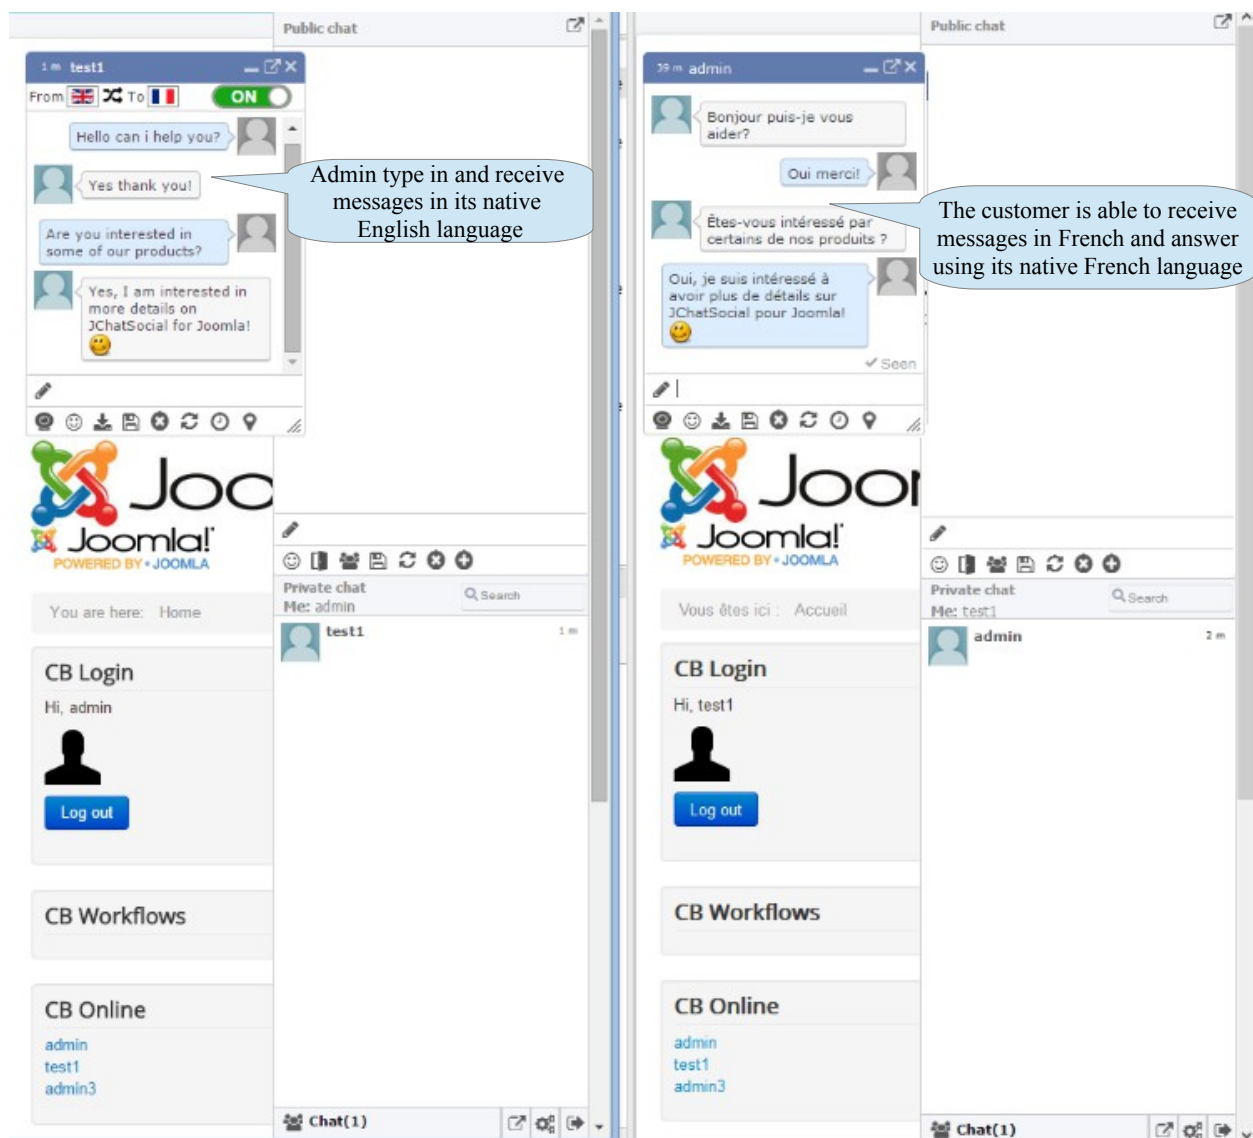 Public chat
1 m test1
From To ON
Hello can i help you?
Yes thank you!
Are you interested in
some of our products?
Yes, I am interested in
more details on
JChatSocial for Joomla!
Admin type in and receive
messages in its native
English language
Joo
Joomla!
POWERED BY • JOOMLA
You are here: Home
Private chat
Me: admin
Search
test1
1 m
CB Login
Hi, admin
Log out
CB Workflows
CB Online
admin
test1
admin3
Chat(1)
Public chat
39 m admin
Bonjour puis-je vous
aider?
Oui merci!
Êtes-vous intéressé par
certains de nos produits ?
Oui, je suis intéressé à
avoir plus de détails sur
JChatSocial pour Joomla!
Seen
The customer is able to receive
messages in French and answer
using its native French language
Joo
Joomla!
POWERED BY • JOOMLA
Vous êtes ici : Accueil
Private chat
Me: test1
Search
admin
2 m
CB Login
Hi, test1
Log out
CB Workflows
CB Online
admin
test1
admin3
Chat(1)